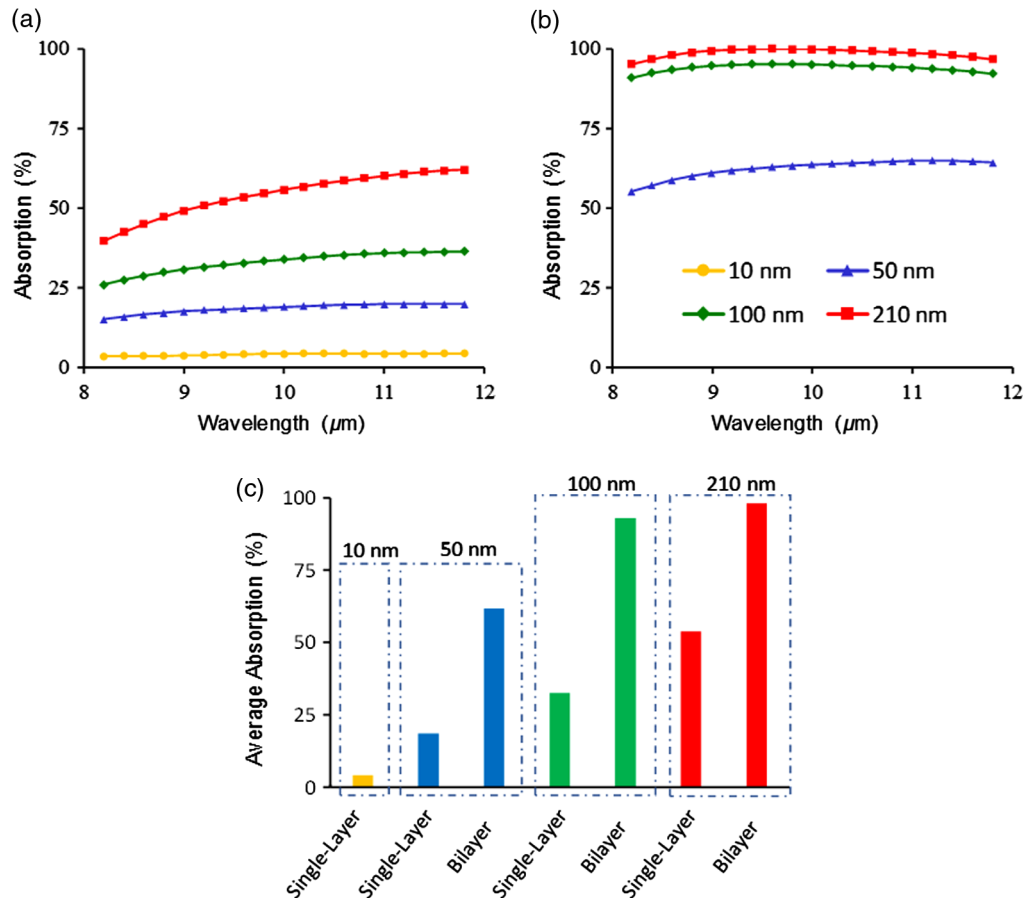 (a)
100
75
50
25
0
Absorption (%)
8 9 10 11 12
Wavelength (µm)
(b)
100
75
50
25
0
Absorption (%)
10 nm 50 nm
100 nm 210 nm
8 9 10 11 12
Wavelength (µm)
(c)
100
75
50
25
0
Average Absorption (%)
10 nm 50 nm 100 nm 210 nm
Single-Layer
Single-Layer
Bilayer
Single-Layer
Bilayer
Single-Layer
Bilayer